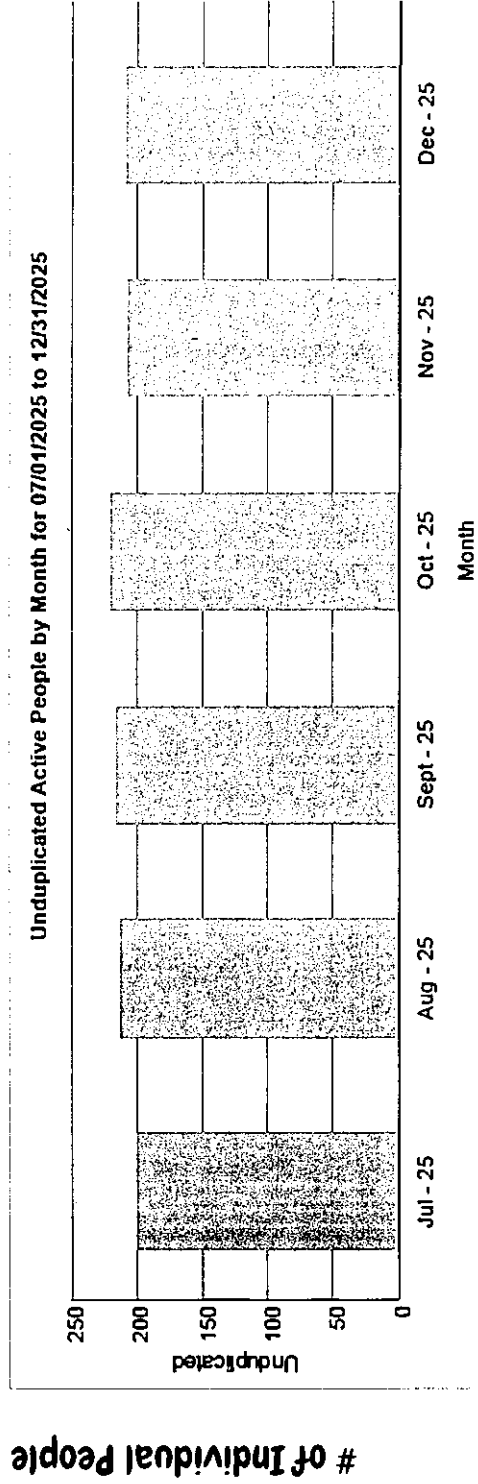 # of Individual People
Unduplicated Active People by Month for 07/01/2025 to 12/31/2025
Unduplicated
250
200
150
100
50
0
Jul - 25
Aug - 25
Sept - 25
Oct - 25
Nov - 25
Dec - 25
Month